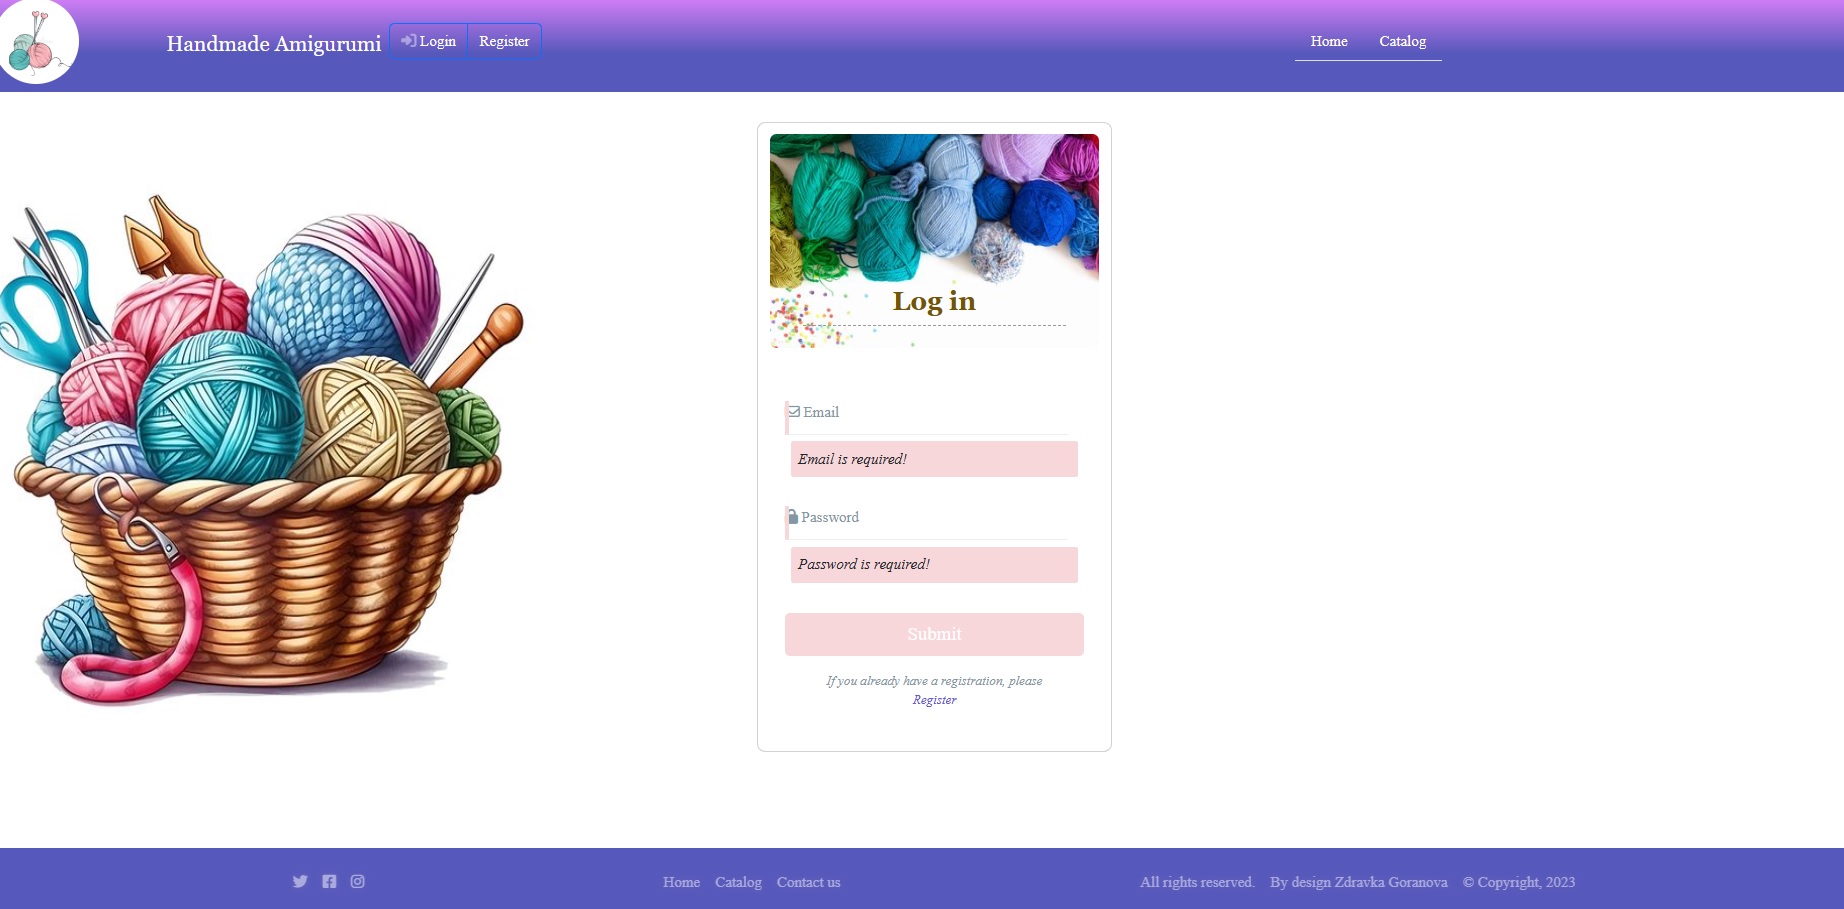 Handmade Amigurumi Login Register Home Catalog
Log in
Email
Email is required!
Password
Password is required!
Submit
If you already have a registration, please
Register
Home Catalog Contact us All rights reserved. By design Zdravka Goranova © Copyright, 2023